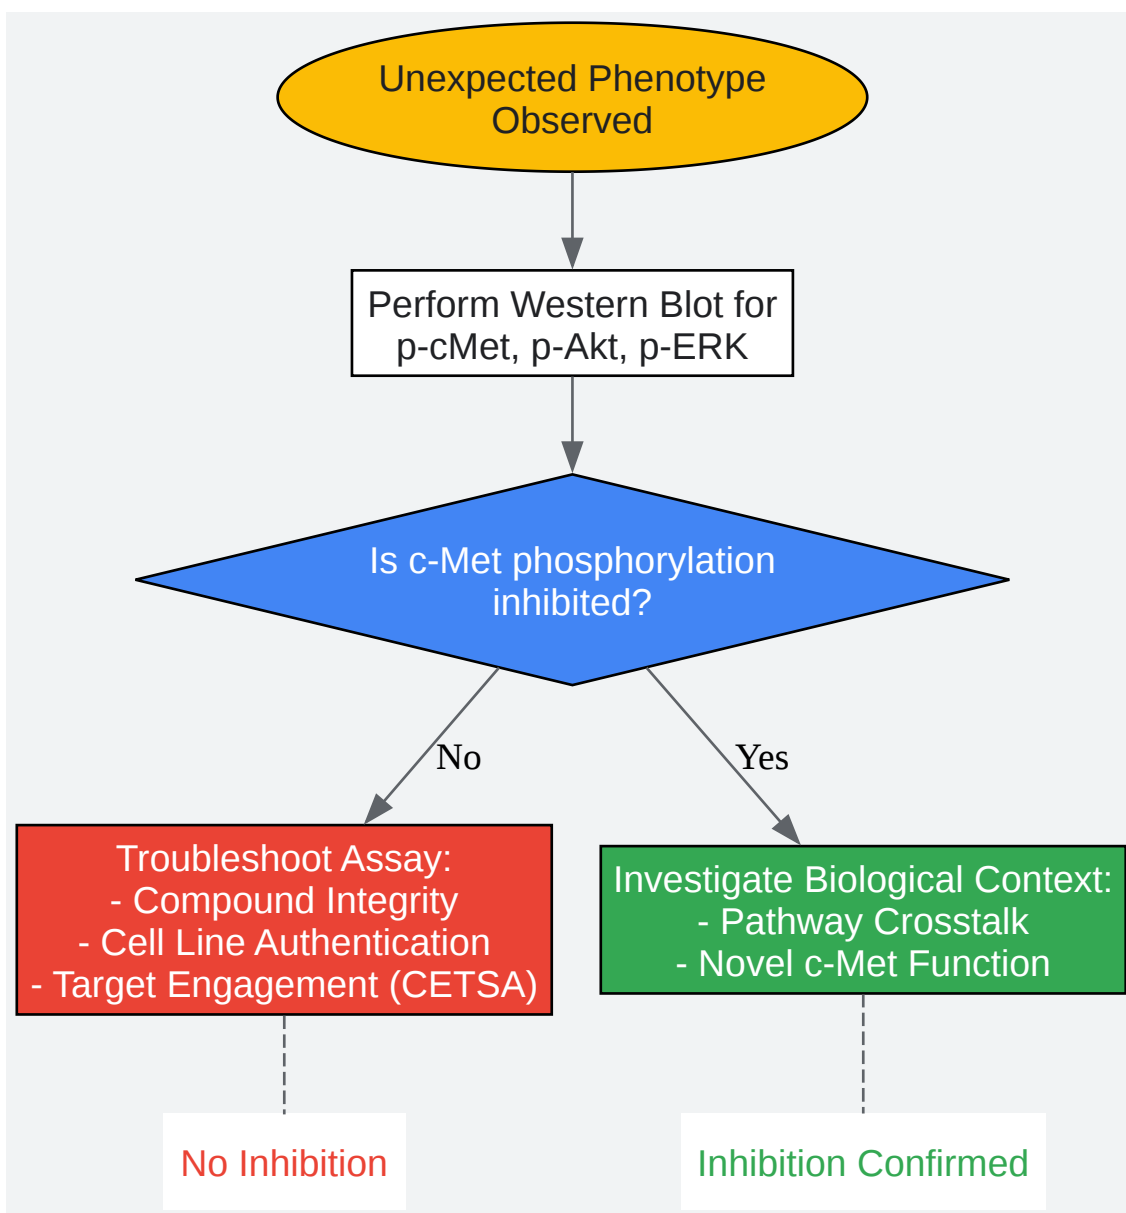 Unexpected Phenotype
Observed
Perform Western Blot for
p-cMet, p-Akt, p-ERK
Is c-Met phosphorylation
inhibited?
No
Yes
Troubleshoot Assay:
- Compound Integrity
- Cell Line Authentication
- Target Engagement (CETSA)
Investigate Biological Context:
- Pathway Crosstalk
- Novel c-Met Function
No Inhibition
Inhibition Confirmed